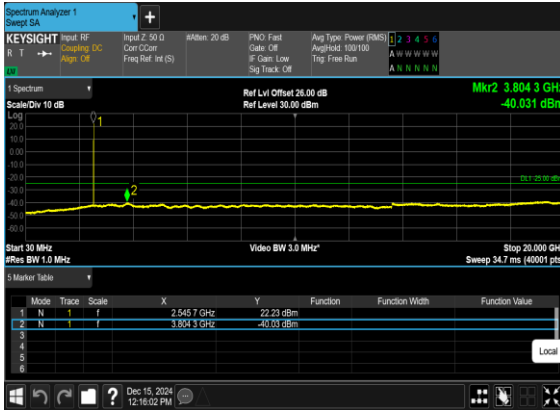 Spectrum Analyzer 1
Swept SA
+
KEYSIGHT Input: RF Input Z: 50 Ω #Atten: 20 dB PNO: Fast Avg Type: Power (RMS) 1 2 3 4 5 6
R T Coupling: DC Corr CCorr Gate: Off Avg|Hold: 100/100 A W W W W W
Align: Off Freq Ref: Int (S) IF Gain: Low Trig: Free Run
LXI Sig Track: Off A N N N N N
1 Spectrum
Scale/Div 10 dB Ref Lvl Offset 26.00 dB Mkr2 3.804 3 GHz
Log Ref Level 30.00 dBm -40.031 dBm
20.0 1
10.0
0.00
-10.0
-20.0 DL1 -25.00 dBm
-30.0
-40.0 2
-50.0
-60.0
Start 30 MHz Video BW 3.0 MHz* Stop 20.000 GH
#Res BW 1.0 MHz Sweep 34.7 ms (40001 pts
5 Marker Table
Mode Trace Scale X Y Function Function Width Function Value
1 N 1 f 2.545 7 GHz 22.23 dBm
2 N 1 f 3.804 3 GHz -40.03 dBm
3
4
5
6
Local
? Dec 15, 2024
12:16:02 PM